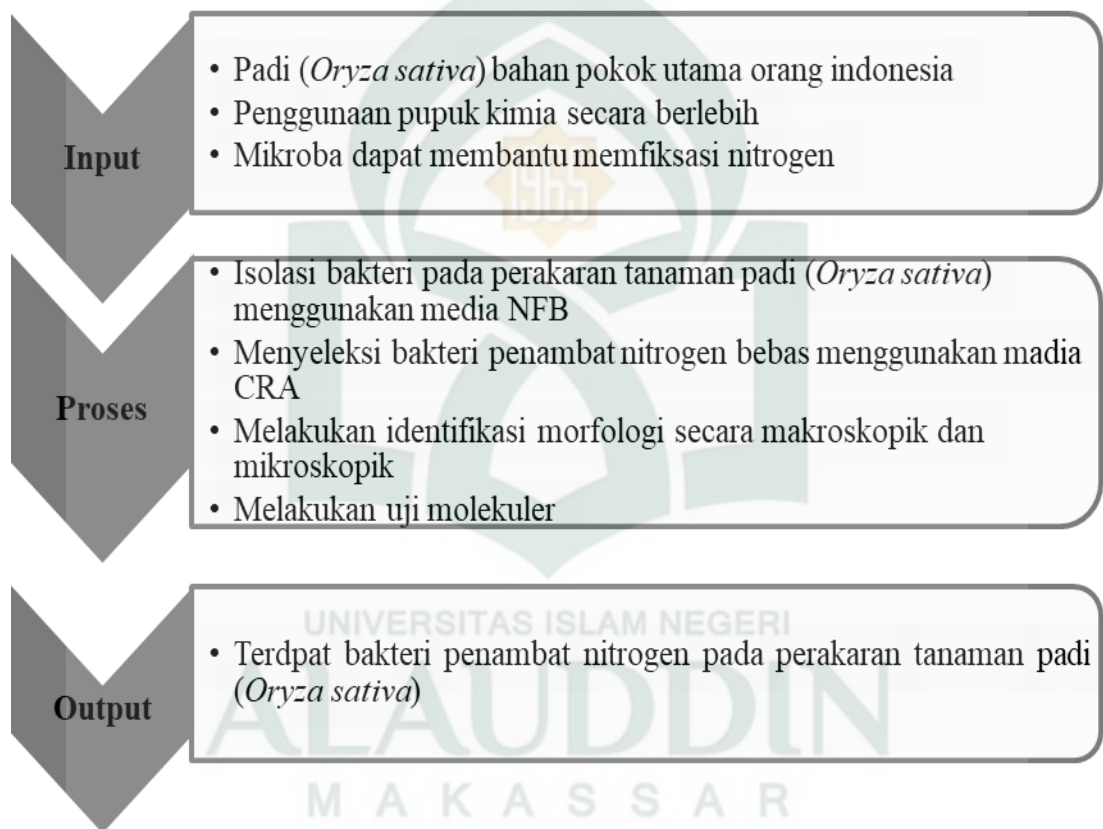 Input
• Padi (Oryza sativa) bahan pokok utama orang indonesia
• Penggunaan pupuk kimia secara berlebih
• Mikroba dapat membantu memfiksasi nitrogen
1965
Proses
• Isolasi bakteri pada perakaran tanaman padi (Oryza sativa)
menggunakan media NFB
• Menyeleksi bakteri penambat nitrogen bebas menggunakan madia
CRA
• Melakukan identifikasi morfologi secara makroskopik dan
mikroskopik
• Melakukan uji molekuler
Output
UNIVERSITAS ISLAM NEGERI
• Terdpat bakteri penambat nitrogen pada perakaran tanaman padi
(Oryza sativa)
ALAUDDIN
MAKASSAR